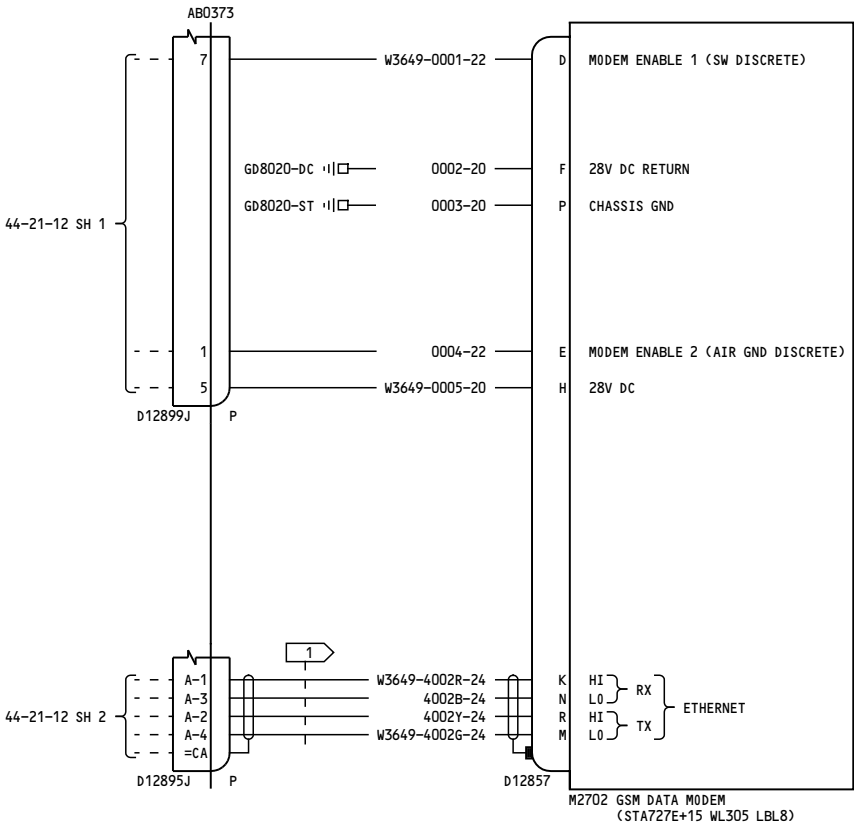 AB0373
7 W3649-0001-22 D MODEM ENABLE 1 (SW DISCRETE)
GD8020-DC 0002-20 F 28V DC RETURN
GD8020-ST 0003-20 P CHASSIS GND
44-21-12 SH 1
1 0004-22 E MODEM ENABLE 2 (AIR GND DISCRETE)
5 W3649-0005-20 H 28V DC
D12899J P
1
A-1 W3649-4002R-24 K HI
RX
A-3 4002B-24 N LO
ETHERNET
44-21-12 SH 2 A-2 4002Y-24 R HI
TX
A-4 W3649-4002G-24 M LO
=CA
D12895J P D12857
M2702 GSM DATA MODEM
(STA727E+15 WL305 LBL8)